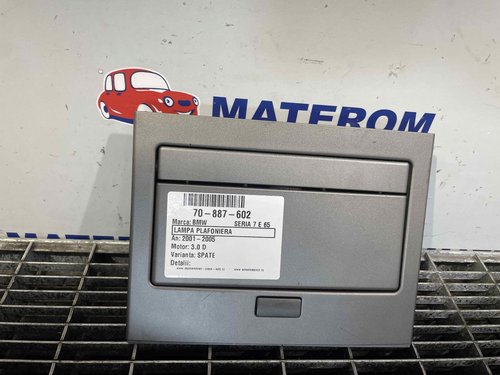 MATEROM
70-887-602
Marca: BMW SERIA 7 E 65
LAMPA PLAFONIERA
An: 2001-2005
Motor: 3.0 D
Varianta: SPATE
Detalii: